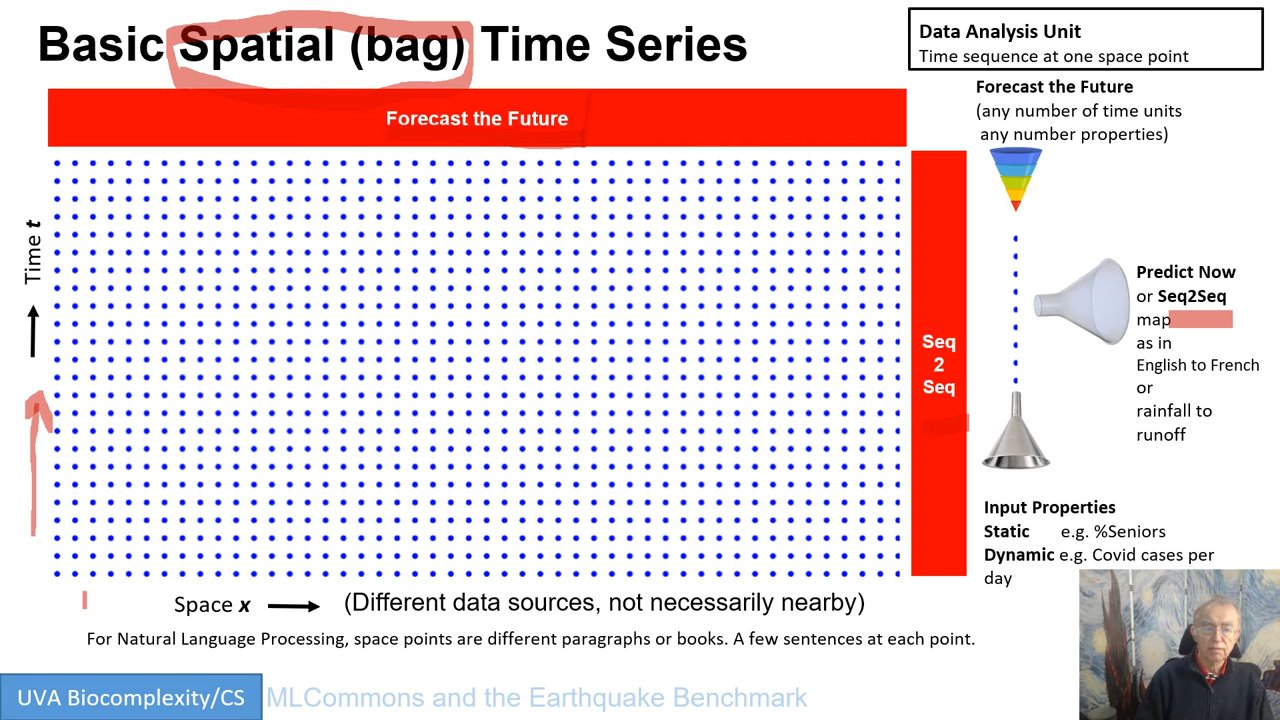 Basic Spatial (bag) Time Series
Data Analysis Unit
Time sequence at one space point
Forecast the Future
(any number of time units
any number properties)
Forecast the Future
Time t
Seq
2
Seq
Predict Now
or Seq2Seq
map
as in
English to French
or
rainfall to
runoff
Input Properties
Static e.g. %Seniors
Dynamic e.g. Covid cases per
day
Space x (Different data sources, not necessarily nearby)
For Natural Language Processing, space points are different paragraphs or books. A few sentences at each point.
UVA Biocomplexity/CS
MLCommons and the Earthquake Benchmark